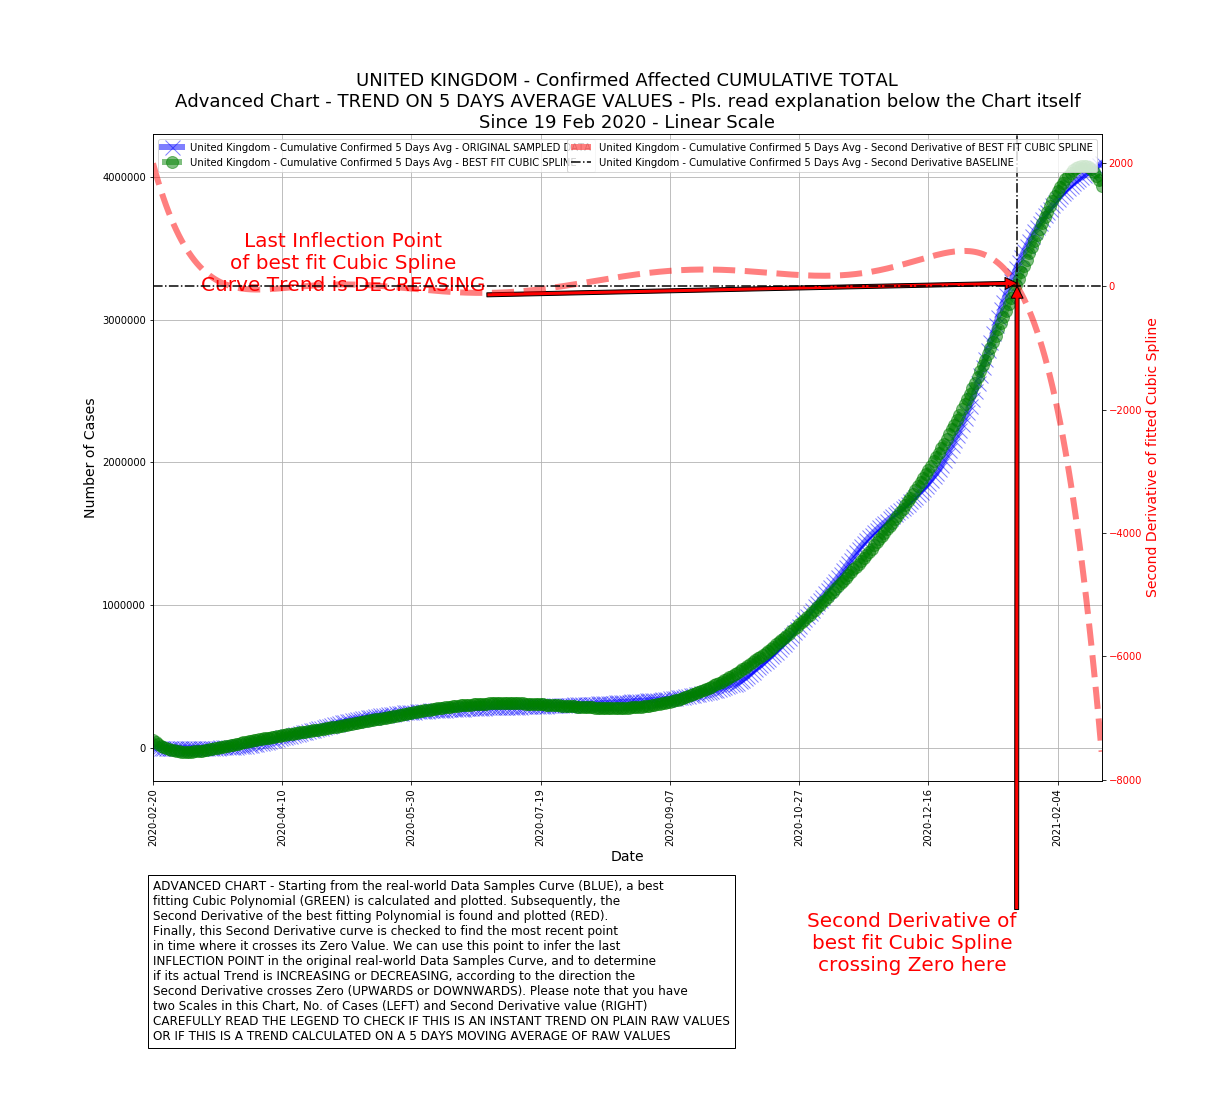 UNITED KINGDOM - Confirmed Affected CUMULATIVE TOTAL
Advanced Chart - TREND ON 5 DAYS AVERAGE VALUES - Pls. read explanation below the Chart itself
Since 19 Feb 2020 - Linear Scale
United Kingdom - Cumulative Confirmed 5 Days Avg - ORIGINAL SAMPLED
United Kingdom - Cumulative Confirmed 5 Days Avg - BEST FIT CUBIC SPLINE
United Kingdom - Cumulative Confirmed 5 Days Avg - Second Derivative of BEST FIT CUBIC SPLINE
United Kingdom - Cumulative Confirmed 5 Days Avg - Second Derivative BASELINE
Last Inflection Point
of best fit Cubic Spline
Curve Trend is DECREASING
Number of Cases
4000000
3000000
2000000
1000000
0
2000
0
−2000
−4000
−6000
−8000
Second Derivative of fitted Cubic Spline
2020-02-20
2020-04-10
2020-05-30
2020-07-19
2020-09-07
2020-10-27
2020-12-16
2021-02-04
Date
Second Derivative of
best fit Cubic Spline
crossing Zero here
ADVANCED CHART - Starting from the real-world Data Samples Curve (BLUE), a best
fitting Cubic Polynomial (GREEN) is calculated and plotted. Subsequently, the
Second Derivative of the best fitting Polynomial is found and plotted (RED).
Finally, this Second Derivative curve is checked to find the most recent point
in time where it crosses its Zero Value. We can use this point to infer the last
INFLECTION POINT in the original real-world Data Samples Curve, and to determine
if its actual Trend is INCREASING or DECREASING, according to the direction the
Second Derivative crosses Zero (UPWARDS or DOWNWARDS). Please note that you have
two Scales in this Chart, No. of Cases (LEFT) and Second Derivative value (RIGHT)
CAREFULLY READ THE LEGEND TO CHECK IF THIS IS AN INSTANT TREND ON PLAIN RAW VALUES
OR IF THIS IS A TREND CALCULATED ON A 5 DAYS MOVING AVERAGE OF RAW VALUES